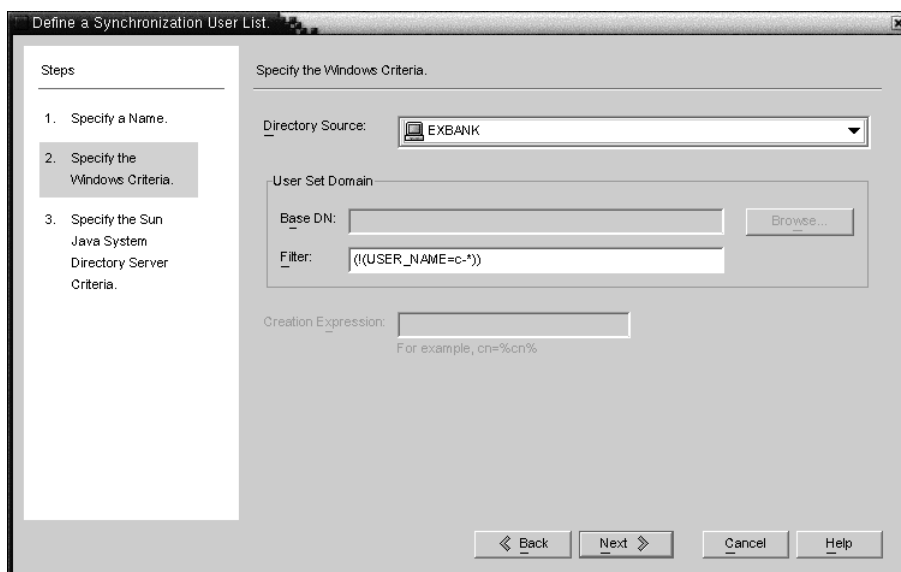 Define a Synchronization User List.
Steps
1. Specify a Name.
2. Specify the
Windows Criteria.
3. Specify the Sun
Java System
Directory Server
Criteria.
Specify the Windows Criteria.
Directory Source:
EXBANK
User Set Domain
Base DN:
Browse...
Filter:
(!(USER_NAME=c-*))
Creation Expression:
For example, cn=%cn%
Back
Next
Cancel
Help